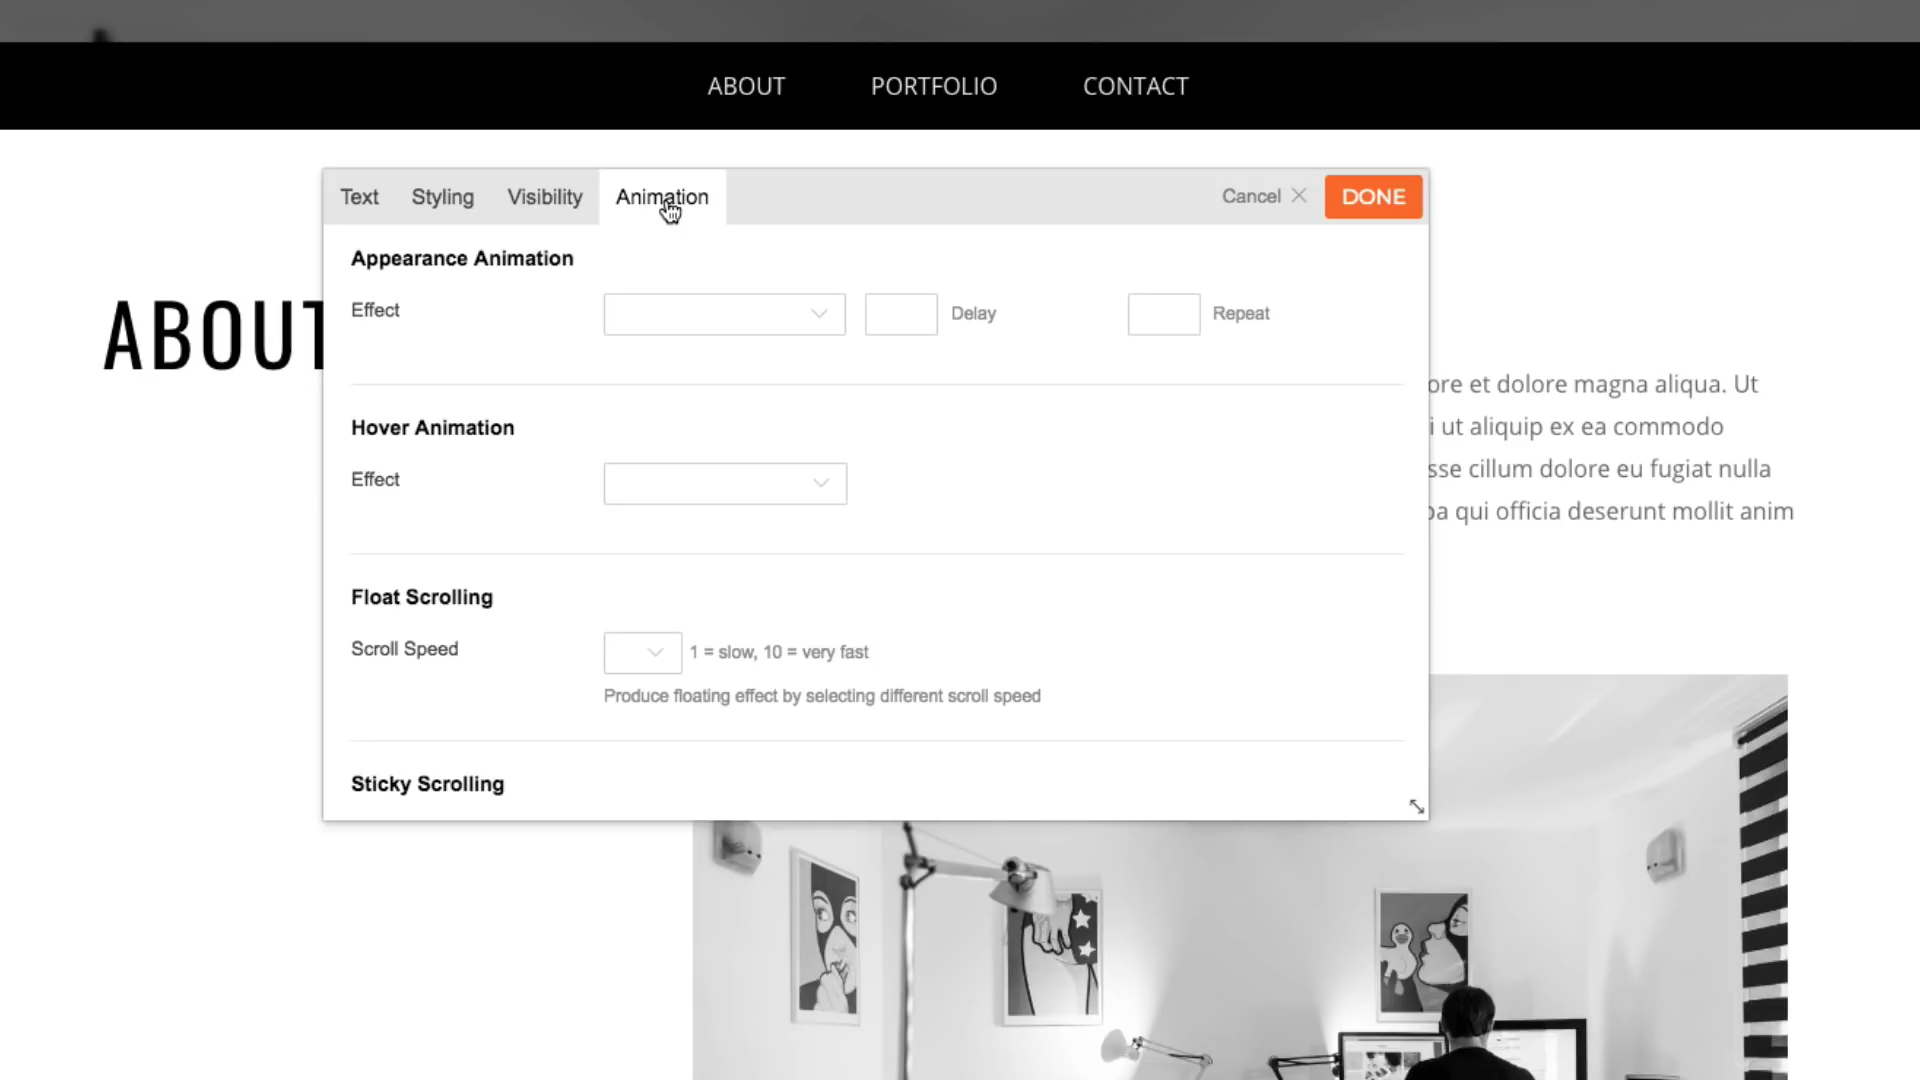 ABOUT PORTFOLIO CONTACT
Text Styling Visibility Animation Cancel DONE
Appearance Animation
Effect Delay Repeat
Hover Animation
Effect
Float Scrolling
Scroll Speed 1 = slow, 10 = very fast
Produce floating effect by selecting different scroll speed
Sticky Scrolling
ABOUT
ore et dolore magna aliqua. Ut
i ut aliquip ex ea commodo
sse cillum dolore eu fugiat nulla
pa qui officia deserunt mollit anim